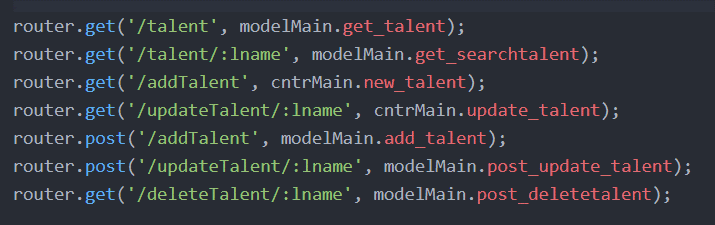 router.get('/talent', modelMain.get_talent);
router.get('/talent/:lname', modelMain.get_searchtalent);
router.get('/addTalent', cntrMain.new_talent);
router.get('/updateTalent/:lname', cntrMain.update_talent);
router.post('/addTalent', modelMain.add_talent);
router.post('/updateTalent/:lname', modelMain.post_update_talent);
router.get('/deleteTalent/:lname', modelMain.post_deletetalent);